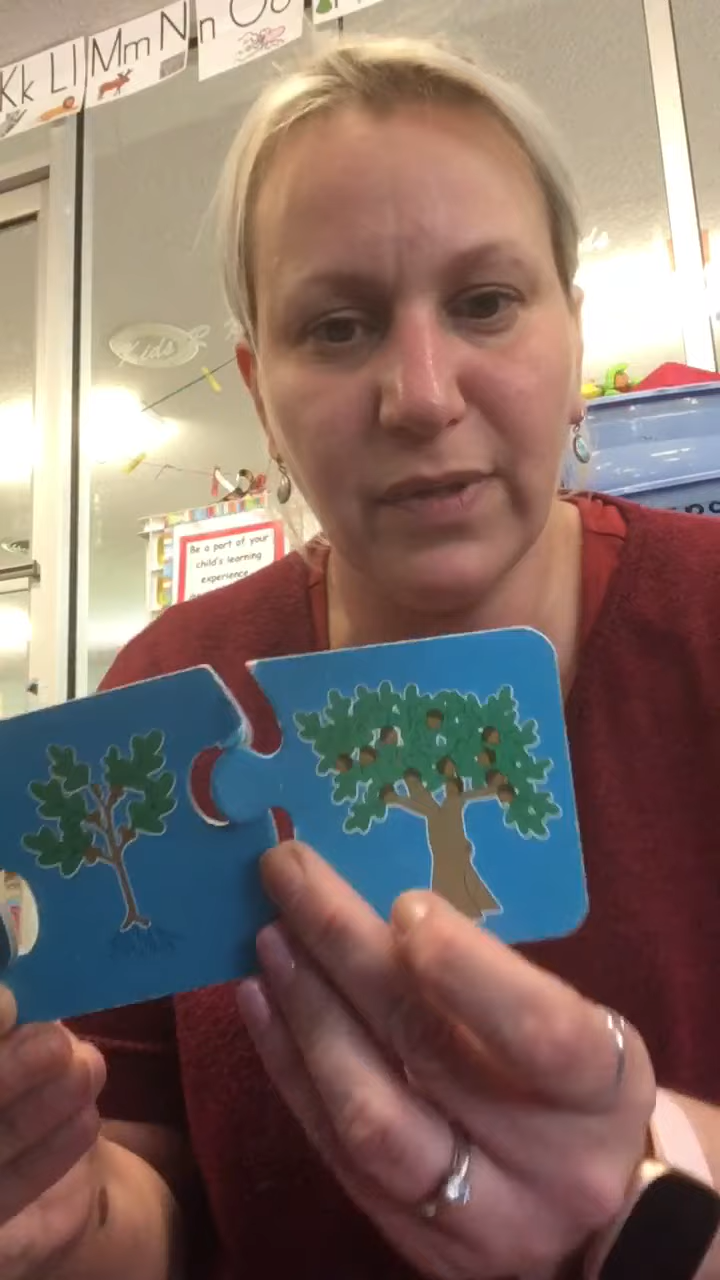 Kk Ll Mm Nn Oo
Kids
Be a part of your
child's learning
experience